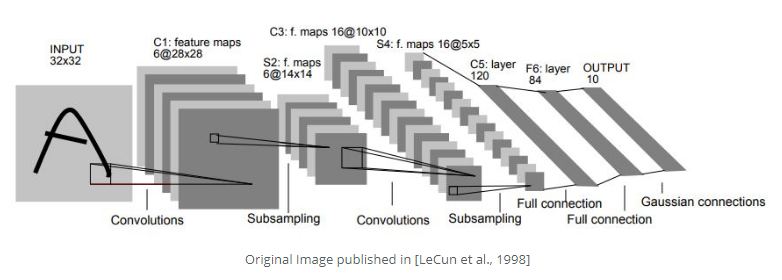 INPUT
32x32
C1: feature maps
6@28x28
S2: f. maps
6@14x14
C3: f. maps 16@10x10
S4: f. maps 16@5x5
C5: layer
120
F6: layer
84
OUTPUT
10
A
Convolutions
Subsampling
Convolutions
Subsampling
Full connection
Full connection
Gaussian connections
Original Image published in [LeCun et al., 1998]